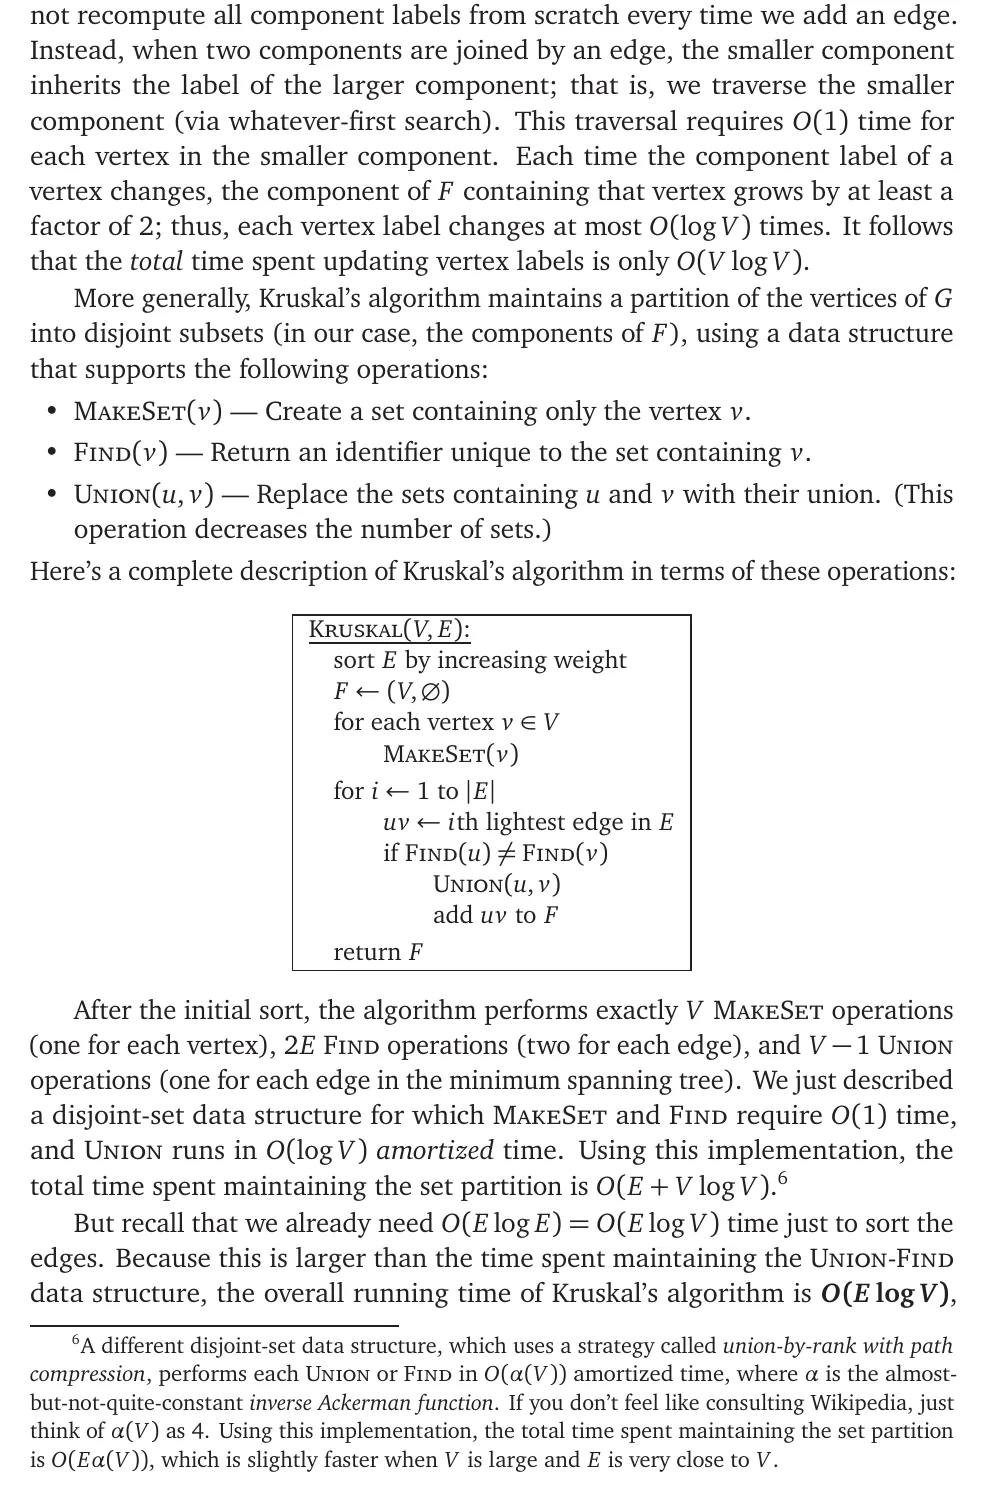 not recompute all component labels from scratch every time we add an edge.
Instead, when two components are joined by an edge, the smaller component
inherits the label of the larger component; that is, we traverse the smaller
component (via whatever-first search). This traversal requires O(1) time for
each vertex in the smaller component. Each time the component label of a
vertex changes, the component of F containing that vertex grows by at least a
factor of 2; thus, each vertex label changes at most O(log V) times. It follows
that the total time spent updating vertex labels is only O(V log V).
More generally, Kruskal's algorithm maintains a partition of the vertices of G
into disjoint subsets (in our case, the components of F), using a data structure
that supports the following operations:
• MakeSet(v) — Create a set containing only the vertex v.
• Find(v) — Return an identifier unique to the set containing v.
• Union(u, v) — Replace the sets containing u and v with their union. (This
operation decreases the number of sets.)
Here's a complete description of Kruskal's algorithm in terms of these operations:
Kruskal(V, E):
sort E by increasing weight
F ← (V, ∅)
for each vertex v ∈ V
MakeSet(v)
for i ← 1 to |E|
uv ← ith lightest edge in E
if Find(u) ≠ Find(v)
Union(u, v)
add uv to F
return F
After the initial sort, the algorithm performs exactly V MakeSet operations
(one for each vertex), 2E Find operations (two for each edge), and V − 1 Union
operations (one for each edge in the minimum spanning tree). We just described
a disjoint-set data structure for which MakeSet and Find require O(1) time,
and Union runs in O(log V) amortized time. Using this implementation, the
total time spent maintaining the set partition is O(E + V log V).⁶
But recall that we already need O(E log E) = O(E log V) time just to sort the
edges. Because this is larger than the time spent maintaining the Union-Find
data structure, the overall running time of Kruskal's algorithm is O(E log V),
⁶A different disjoint-set data structure, which uses a strategy called union-by-rank with path
compression, performs each Union or Find in O(α(V)) amortized time, where α is the almost-
but-not-quite-constant inverse Ackerman function. If you don't feel like consulting Wikipedia, just
think of α(V) as 4. Using this implementation, the total time spent maintaining the set partition
is O(Eα(V)), which is slightly faster when V is large and E is very close to V.